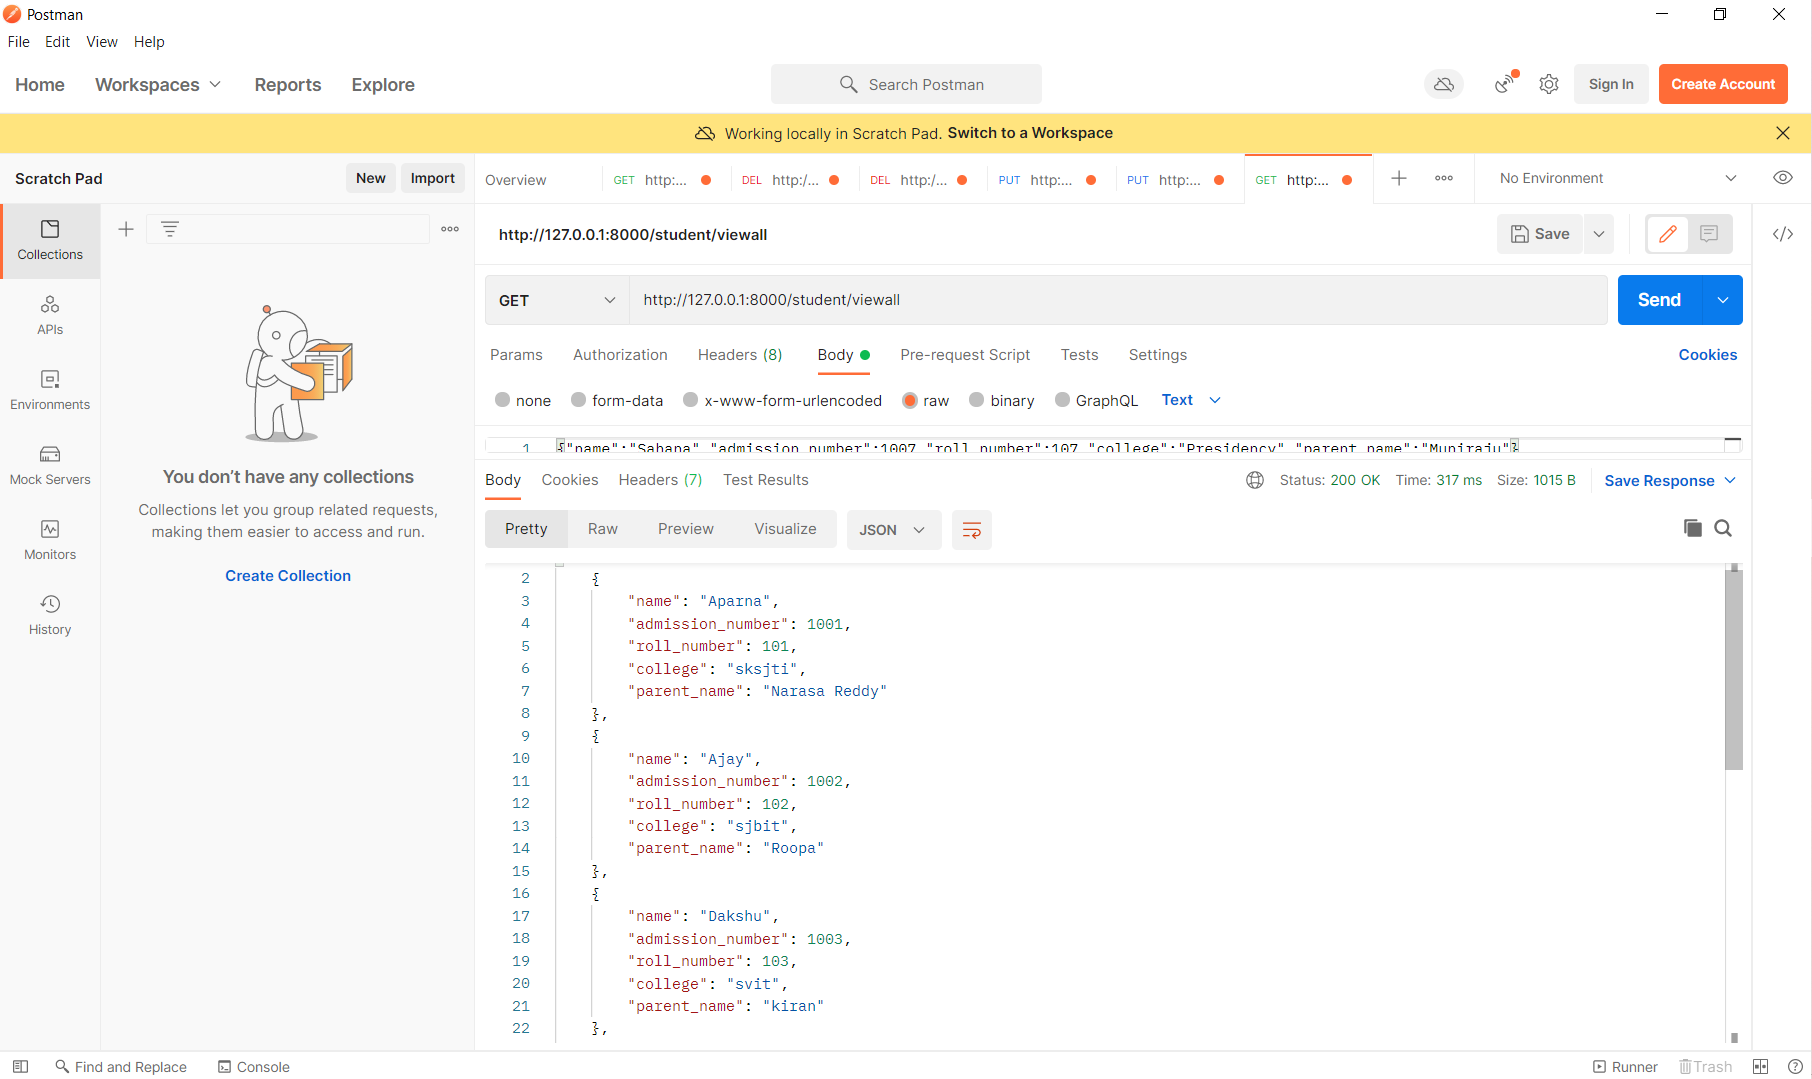 Postman
File Edit View Help
Home Workspaces Reports Explore Search Postman Sign In Create Account
Working locally in Scratch Pad. Switch to a Workspace
Scratch Pad New Import Overview GET http:... DEL http:/... DEL http:/... PUT http:... PUT http:... GET http:... No Environment
Collections
APIs
Environments
Mock Servers
Monitors
History
You don't have any collections
Collections let you group related requests,
making them easier to access and run.
Create Collection
http://127.0.0.1:8000/student/viewall Save
GET http://127.0.0.1:8000/student/viewall Send
Params Authorization Headers (8) Body Pre-request Script Tests Settings Cookies
none form-data x-www-form-urlencoded raw binary GraphQL Text
1 {"name":"Sahana","admission_number":1007,"roll_number":107,"college":"Presidency","parent_name":"Muniraju"}
Body Cookies Headers (7) Test Results Status: 200 OK Time: 317 ms Size: 1015 B Save Response
Pretty Raw Preview Visualize JSON
2 {
3 "name": "Aparna",
4 "admission_number": 1001,
5 "roll_number": 101,
6 "college": "sksjti",
7 "parent_name": "Narasa Reddy"
8 },
9 {
10 "name": "Ajay",
11 "admission_number": 1002,
12 "roll_number": 102,
13 "college": "sjbit",
14 "parent_name": "Roopa"
15 },
16 {
17 "name": "Dakshu",
18 "admission_number": 1003,
19 "roll_number": 103,
20 "college": "svit",
21 "parent_name": "kiran"
22 },
Find and Replace Console Runner Trash